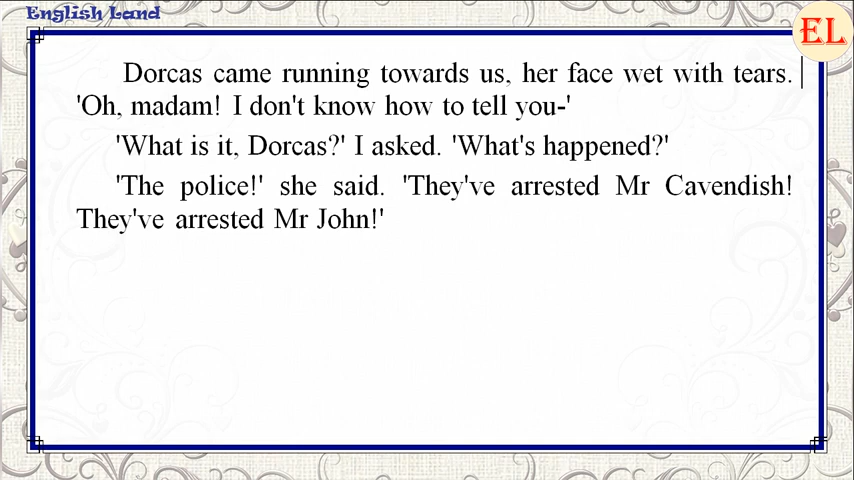 English Land
EL
Dorcas came running towards us, her face wet with tears.
'Oh, madam! I don't know how to tell you-'
'What is it, Dorcas?' I asked. 'What's happened?'
'The police!' she said. 'They've arrested Mr Cavendish!
They've arrested Mr John!'